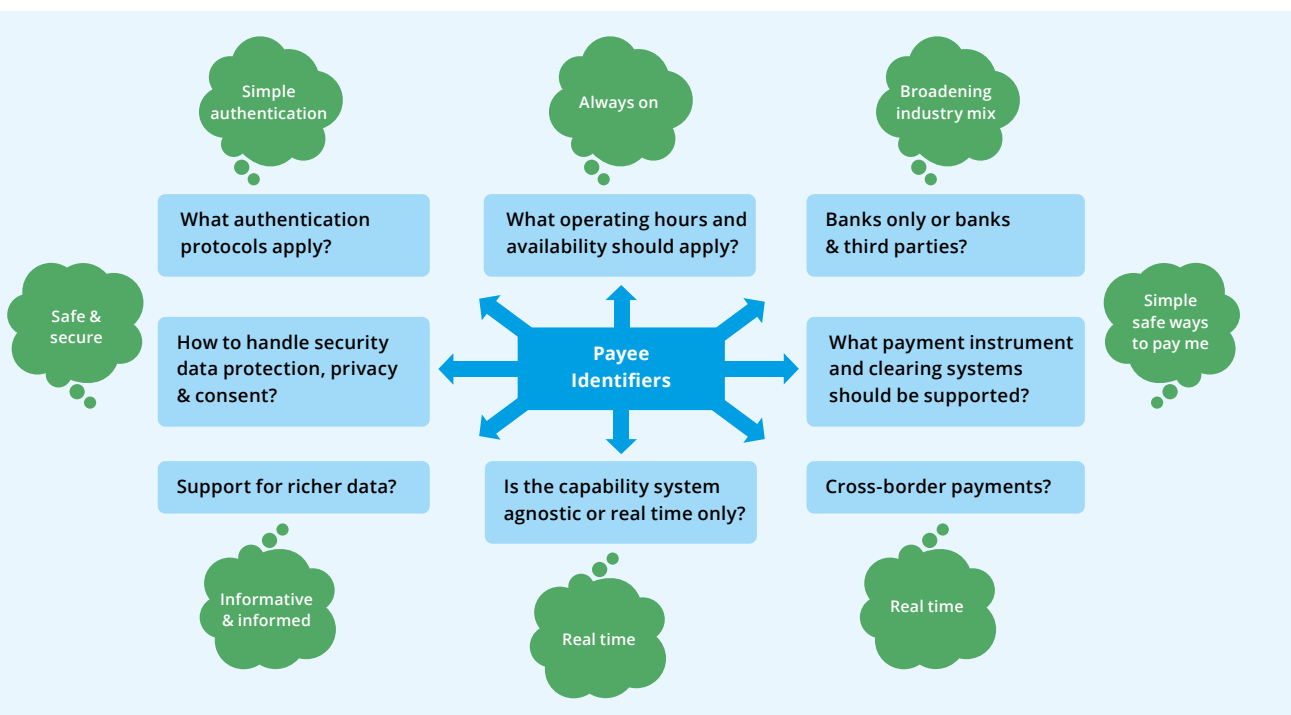 Simple
authentication
Always on
Broadening
industry mix
What authentication
protocols apply?
What operating hours and
availability should apply?
Banks only or banks
& third parties?
Safe &
secure
How to handle security
data protection, privacy
& consent?
Payee
Identifiers
What payment instrument
and clearing systems
should be supported?
Simple
safe ways
to pay me
Support for richer data?
Is the capability system
agnostic or real time only?
Cross-border payments?
Informative
& informed
Real time
Real time